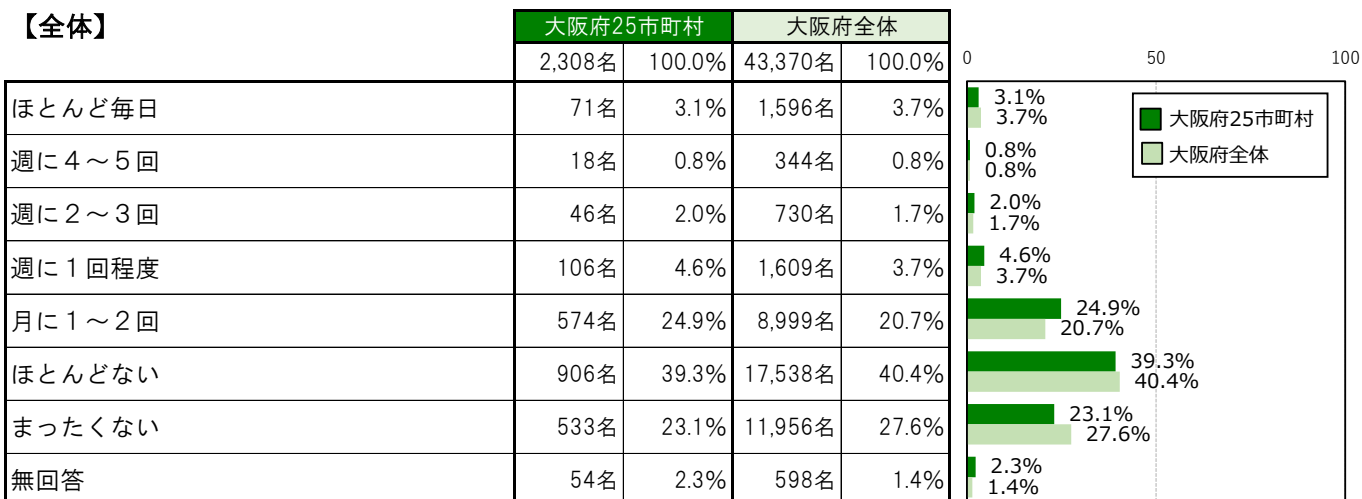 【全体】
大阪府25市町村 大阪府全体
2,308名 100.0% 43,370名 100.0%
ほとんど毎日 71名 3.1% 1,596名 3.7%
週に４～５回 18名 0.8% 344名 0.8%
週に２～３回 46名 2.0% 730名 1.7%
週に１回程度 106名 4.6% 1,609名 3.7%
月に１～２回 574名 24.9% 8,999名 20.7%
ほとんどない 906名 39.3% 17,538名 40.4%
まったくない 533名 23.1% 11,956名 27.6%
無回答 54名 2.3% 598名 1.4%
0 50 100
3.1%
3.7%
0.8%
0.8%
2.0%
1.7%
4.6%
3.7%
24.9%
20.7%
39.3%
40.4%
23.1%
27.6%
2.3%
1.4%
大阪府25市町村
大阪府全体